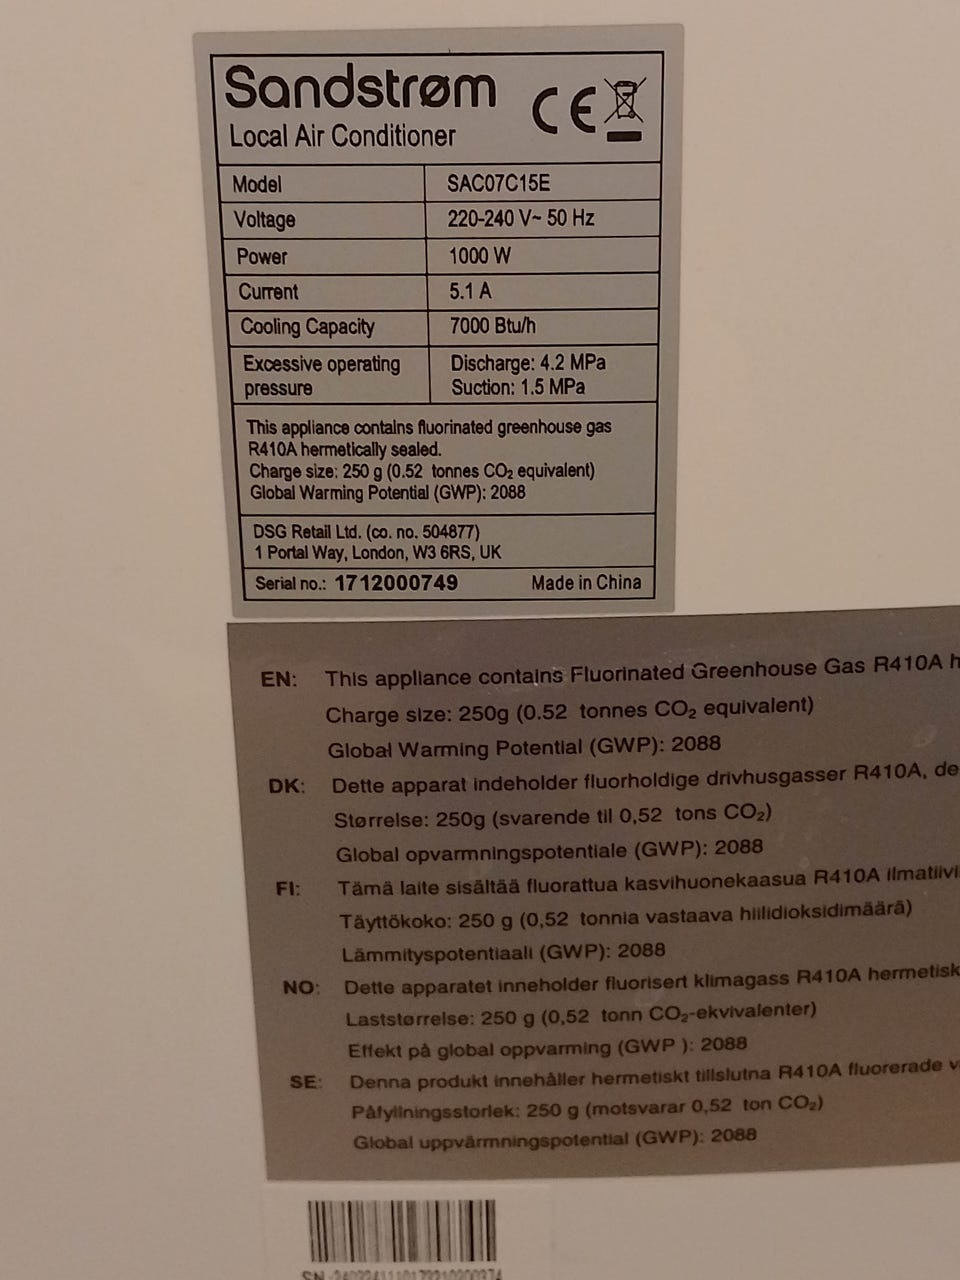 Sandstrøm
Local Air Conditioner
CE
Model SAC07C15E
Voltage 220-240 V~ 50 Hz
Power 1000 W
Current 5.1 A
Cooling Capacity 7000 Btu/h
Excessive operating pressure Discharge: 4.2 MPa
Suction: 1.5 MPa
This appliance contains fluorinated greenhouse gas
R410A hermetically sealed.
Charge size: 250 g (0.52 tonnes CO₂ equivalent)
Global Warming Potential (GWP): 2088
DSG Retail Ltd. (co. no. 504877)
1 Portal Way, London, W3 6RS, UK
Serial no.: 1712000749 Made in China
EN: This appliance contains Fluorinated Greenhouse Gas R410A h
Charge size: 250g (0.52 tonnes CO₂ equivalent)
Global Warming Potential (GWP): 2088
DK: Dette apparat indeholder fluorholdige drivhusgasser R410A, de
Størrelse: 250g (svarende til 0,52 tons CO₂)
Global opvarmningspotentiale (GWP): 2088
FI: Tämä laite sisältää fluorattua kasvihuonekaasua R410A ilmatiivi
Täyttökoko: 250 g (0,52 tonnia vastaava hiilidioksidimäärä)
Lämmityspotentiaali (GWP): 2088
NO: Dette apparatet inneholder fluorisert klimagass R410A hermetisk
Laststørrelse: 250 g (0,52 tonn CO₂-ekvivalenter)
Effekt på global oppvarming (GWP ): 2088
SE: Denna produkt innehåller hermetiskt tillslutna R410A fluorerade v
Påfyllningsstorlek: 250 g (motsvarar 0,52 ton CO₂)
Global uppvärmningspotential (GWP): 2088
SN